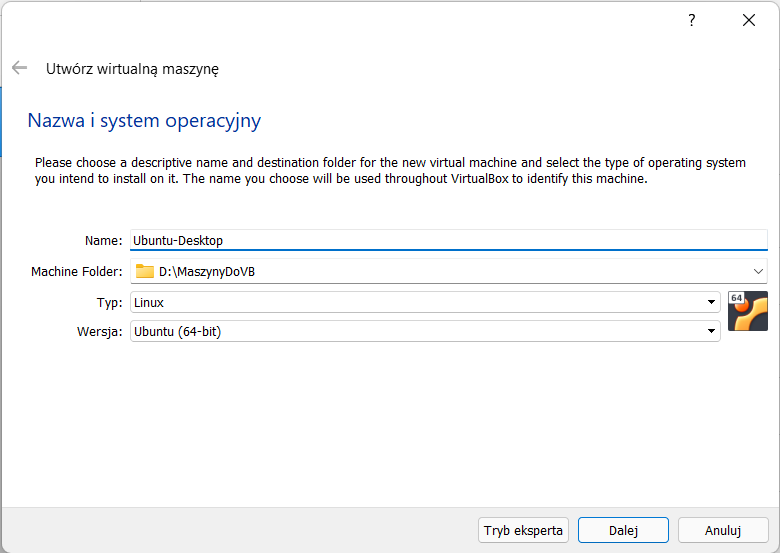 ?
Utwórz wirtualną maszynę
Nazwa i system operacyjny
Please choose a descriptive name and destination folder for the new virtual machine and select the type of operating system
you intend to install on it. The name you choose will be used throughout VirtualBox to identify this machine.
Name: Ubuntu-Desktop
Machine Folder: D:\MaszynyDoVB
Typ: Linux
64
Wersja: Ubuntu (64-bit)
Tryb eksperta Dalej Anuluj